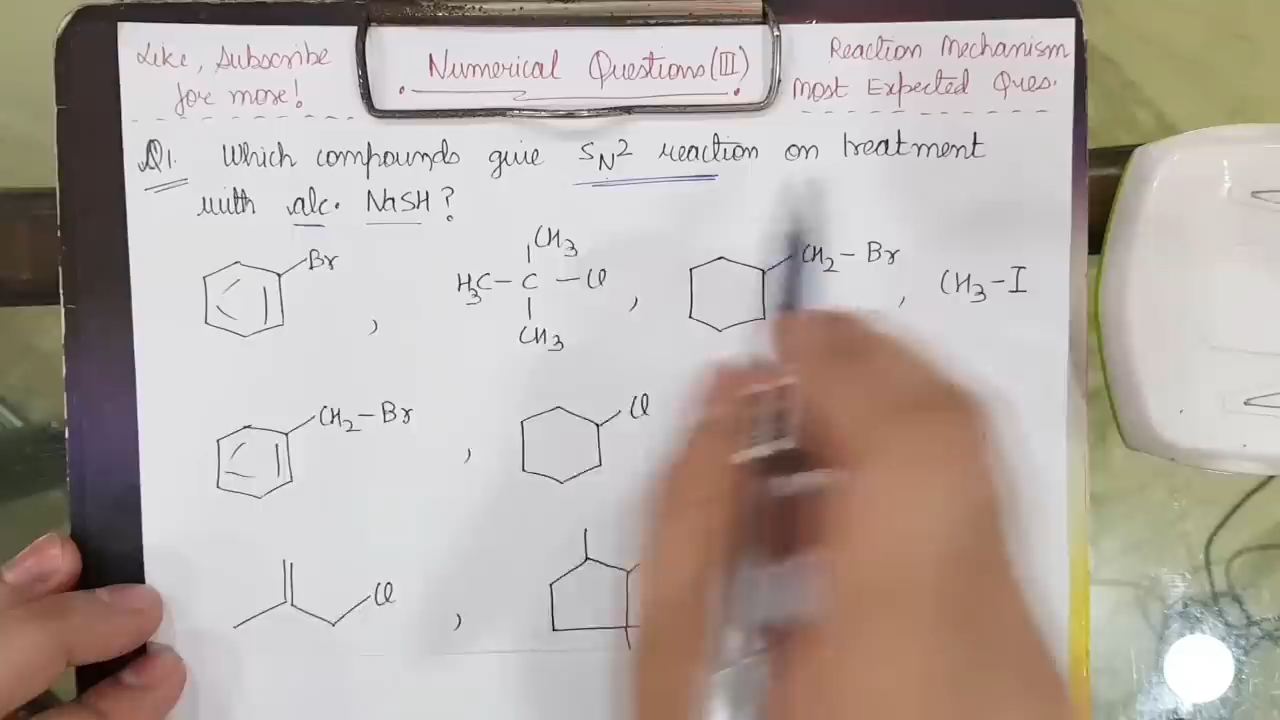 Like, Subscribe
for more!
Numerical Questions (III)
Reaction Mechanism
Most Expected Ques.
Q1. Which compounds give SN2 reaction on treatment
with alc. NaSH?
Br
,
CH3
H3C-C-Cl
CH3
,
CH2-Br
,
CH3-I
CH2-Br
,
Cl
Cl
,